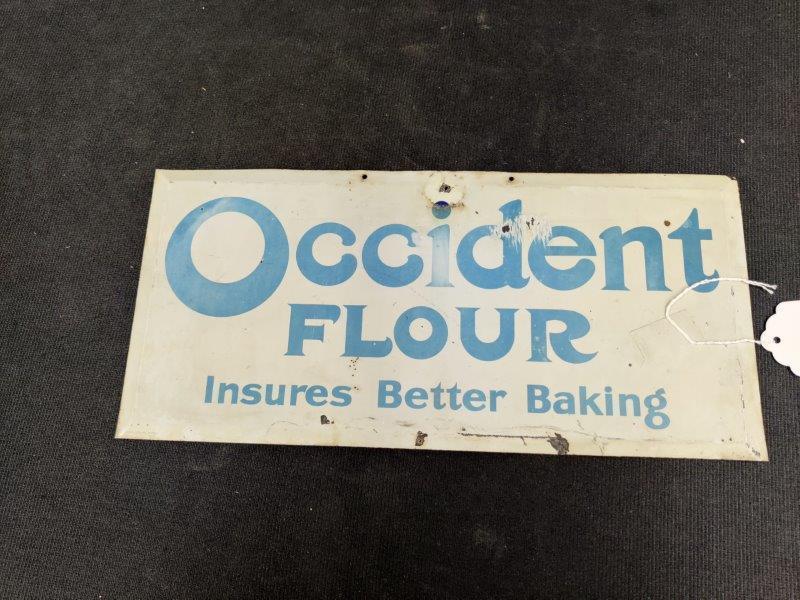 Occident
FLOUR
Insures Better Baking